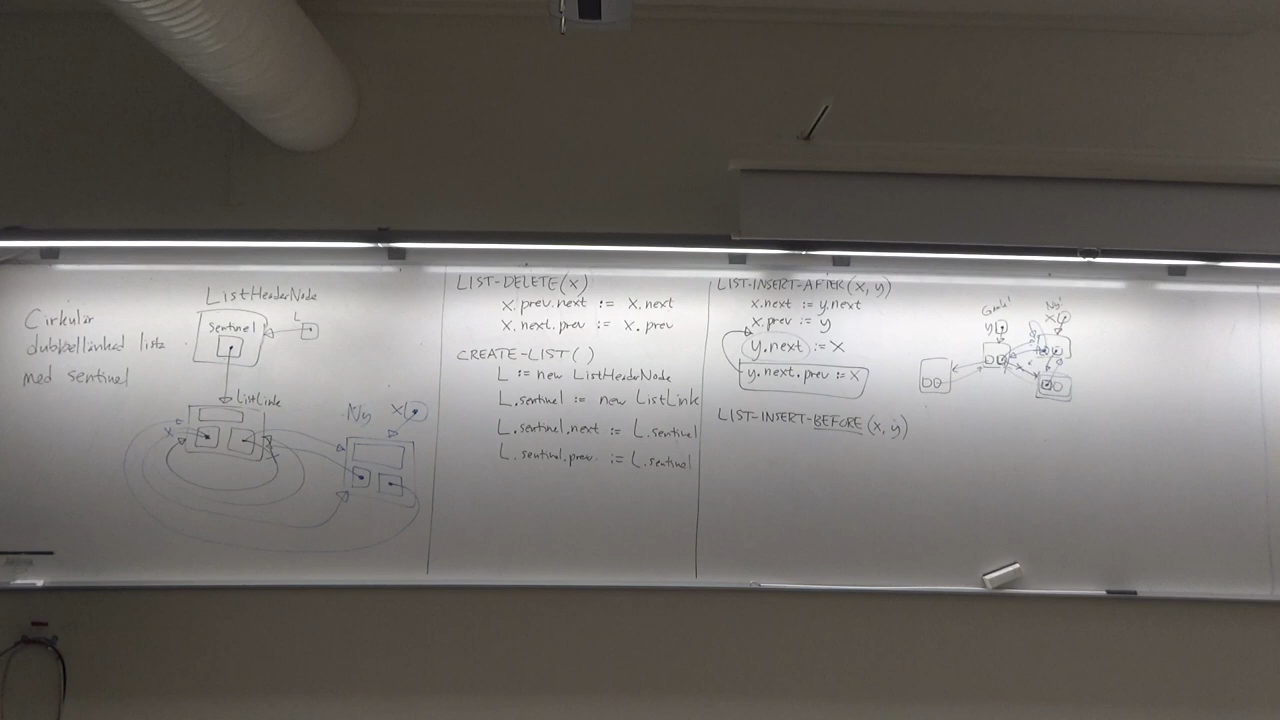 Cirkulär
dubbellinked lista
med sentinel
ListHeaderNode
sentinel
L
ListLink
Ny
X
LIST-DELETE(x)
x.prev.next := x.next
x.next.prev := x.prev
CREATE-LIST()
L := new ListHeaderNode
L.sentinel := new ListLink
L.sentinel.next := L.sentinel
L.sentinel.prev := L.sentinel
LIST-INSERT-AFTER(x, y)
x.next := y.next
x.prev := y
y.next := x
y.next.prev := x
LIST-INSERT-BEFORE(x, y)
Gamla!
y
Ny!
X